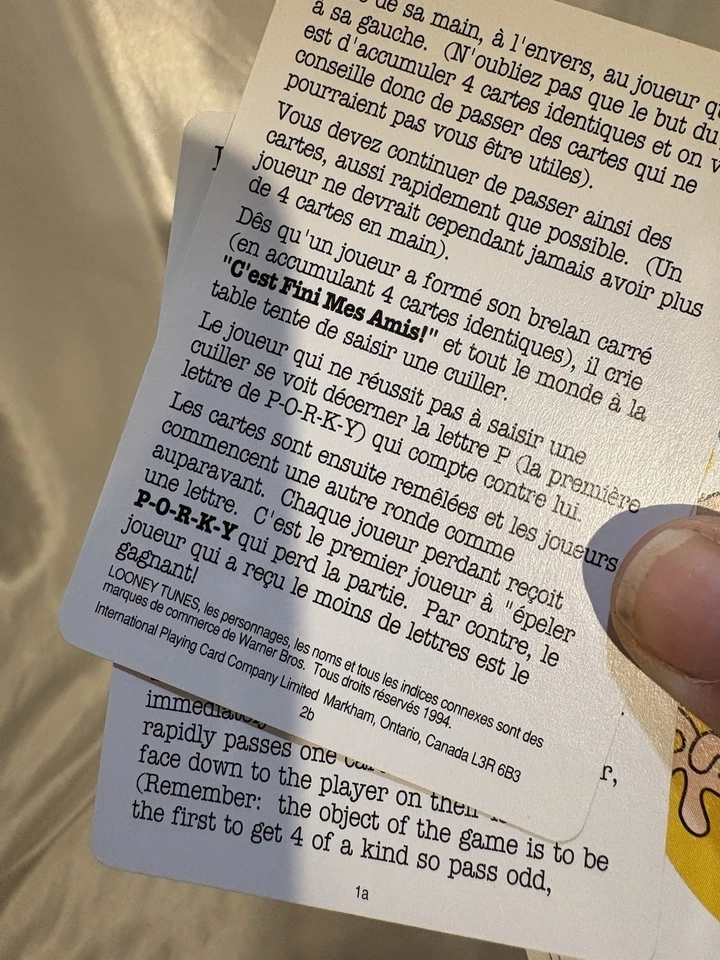 de sa main, à l'envers, au joueur
à sa gauche. (N'oubliez pas que le but du
est d'accumuler 4 cartes identiques et on
conseille donc de passer des cartes qui ne
pourraient pas vous être utiles).
Vous devez continuer de passer ainsi des
cartes, aussi rapidement que possible. (Un
joueur ne devrait cependant jamais avoir plus
de 4 cartes en main).
Dês qu'un joueur a formé son brelan carré
(en accumulant 4 cartes identiques), il crie
"C'est Fini Mes Amis!" et tout le monde à la
table tente de saisir une cuiller.
Le joueur qui ne réussit pas à saisir une
cuiller se voit décerner la lettre P (la premiêre
lettre de P-O-R-K-Y) qui compte contre lui.
Les cartes sont ensuite remêlées et les joueurs
commencent une autre ronde comme
auparavant. Chaque joueur perdant reçoit
une lettre. C'est le premier joueur à "épeler
P-O-R-K-Y qui perd la partie. Par contre, le
joueur qui a reçu le moins de lettres est le
gagnant!
LOONEY TUNES, les personnages, les noms et tous les indices connexes sont des
marques de commerce de Warner Bros. Tous droits réservés 1994.
International Playing Card Company Limited Markham, Ontario, Canada L3R 6B3
2b
immediately
rapidly passes one
face down to the player on their
(Remember: the object of the game is to be
the first to get 4 of a kind so pass odd,
1a